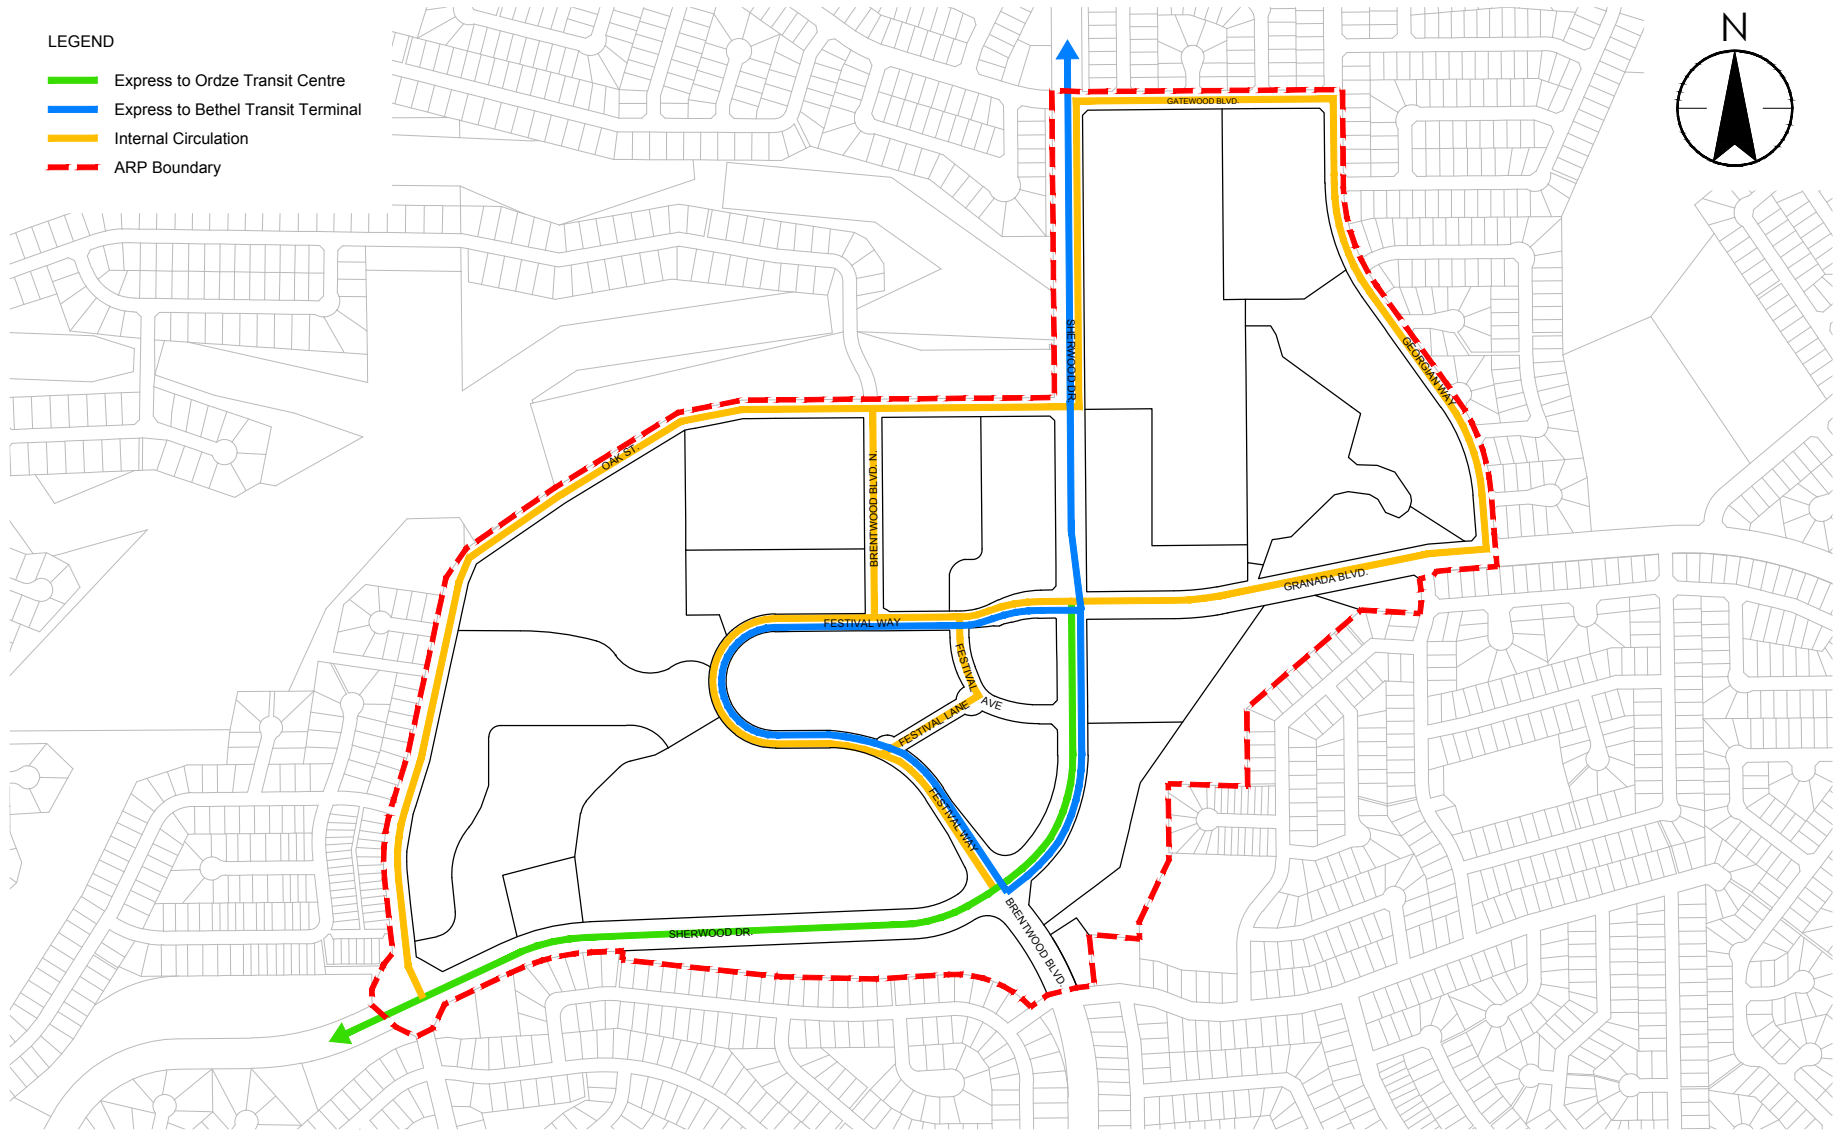 LEGEND
Express to Ordze Transit Centre
Express to Bethel Transit Terminal
Internal Circulation
ARP Boundary
N
GATEWOOD BLVD.
SHERWOOD DR.
GEORGIAN WAY
OAK ST.
BRENTWOOD BLVD. N.
GRANADA BLVD.
FESTIVAL WAY
FESTIVAL
AVE
FESTIVAL LANE
FESTIVAL WAY
BRENTWOOD BLVD.
SHERWOOD DR.